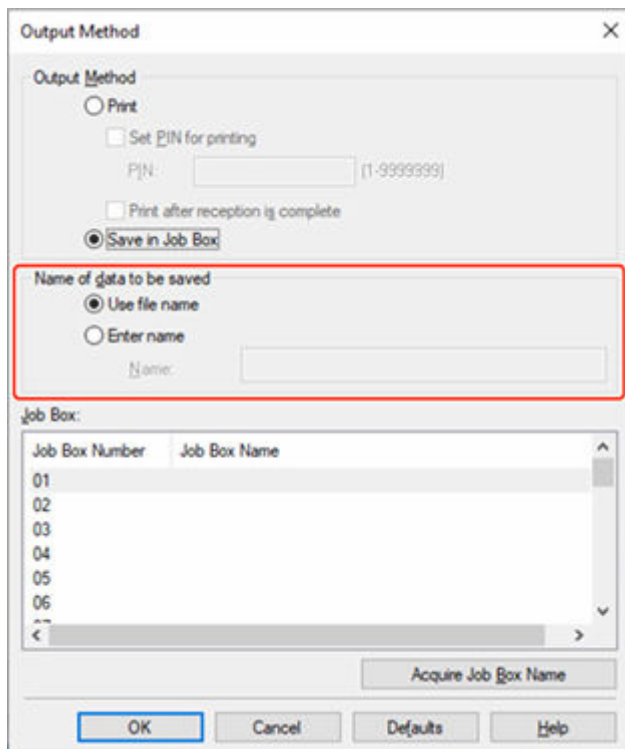 Output Method
Output Method
Print
Set PIN for printing
PIN: (1-9999999)
Print after reception is complete
Save in Job Box
Name of data to be saved
Use file name
Enter name
Name:
Job Box:
Job Box Number Job Box Name
01
02
03
04
05
06
Acquire Job Box Name
OK Cancel Defaults Help